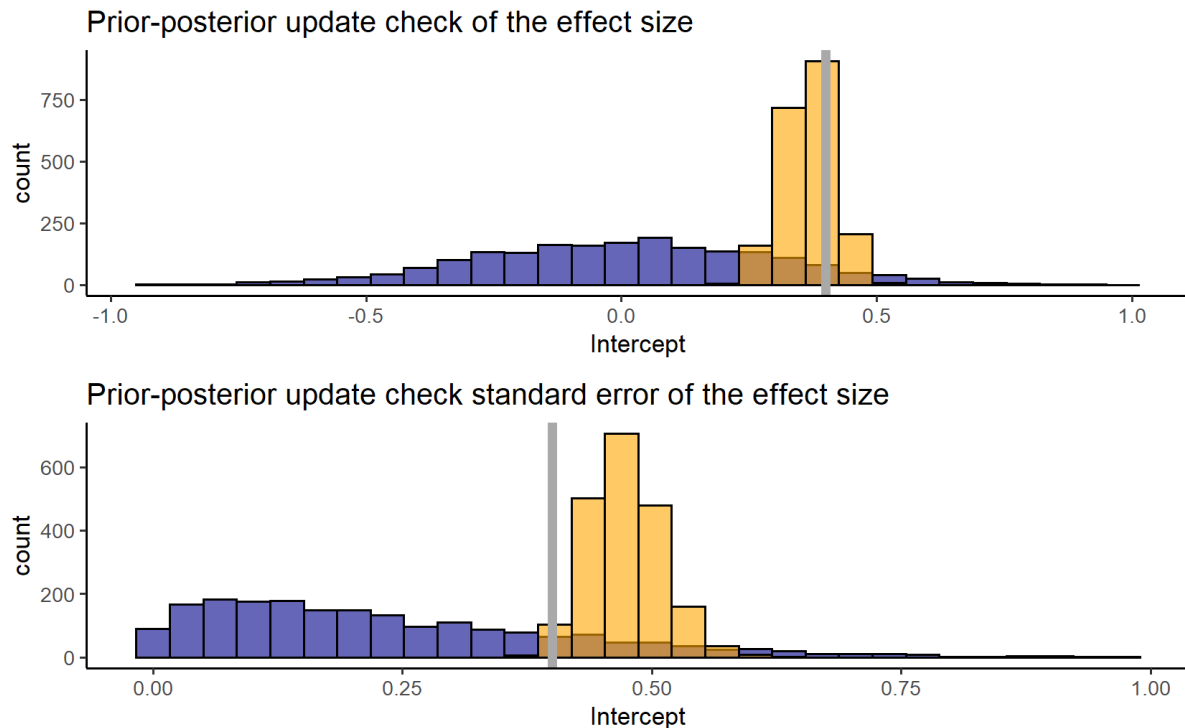 Prior-posterior update check of the effect size
750
500
250
0
count
-1.0 -0.5 0.0 0.5 1.0
Intercept
Prior-posterior update check standard error of the effect size
600
400
200
0
count
0.00 0.25 0.50 0.75 1.00
Intercept